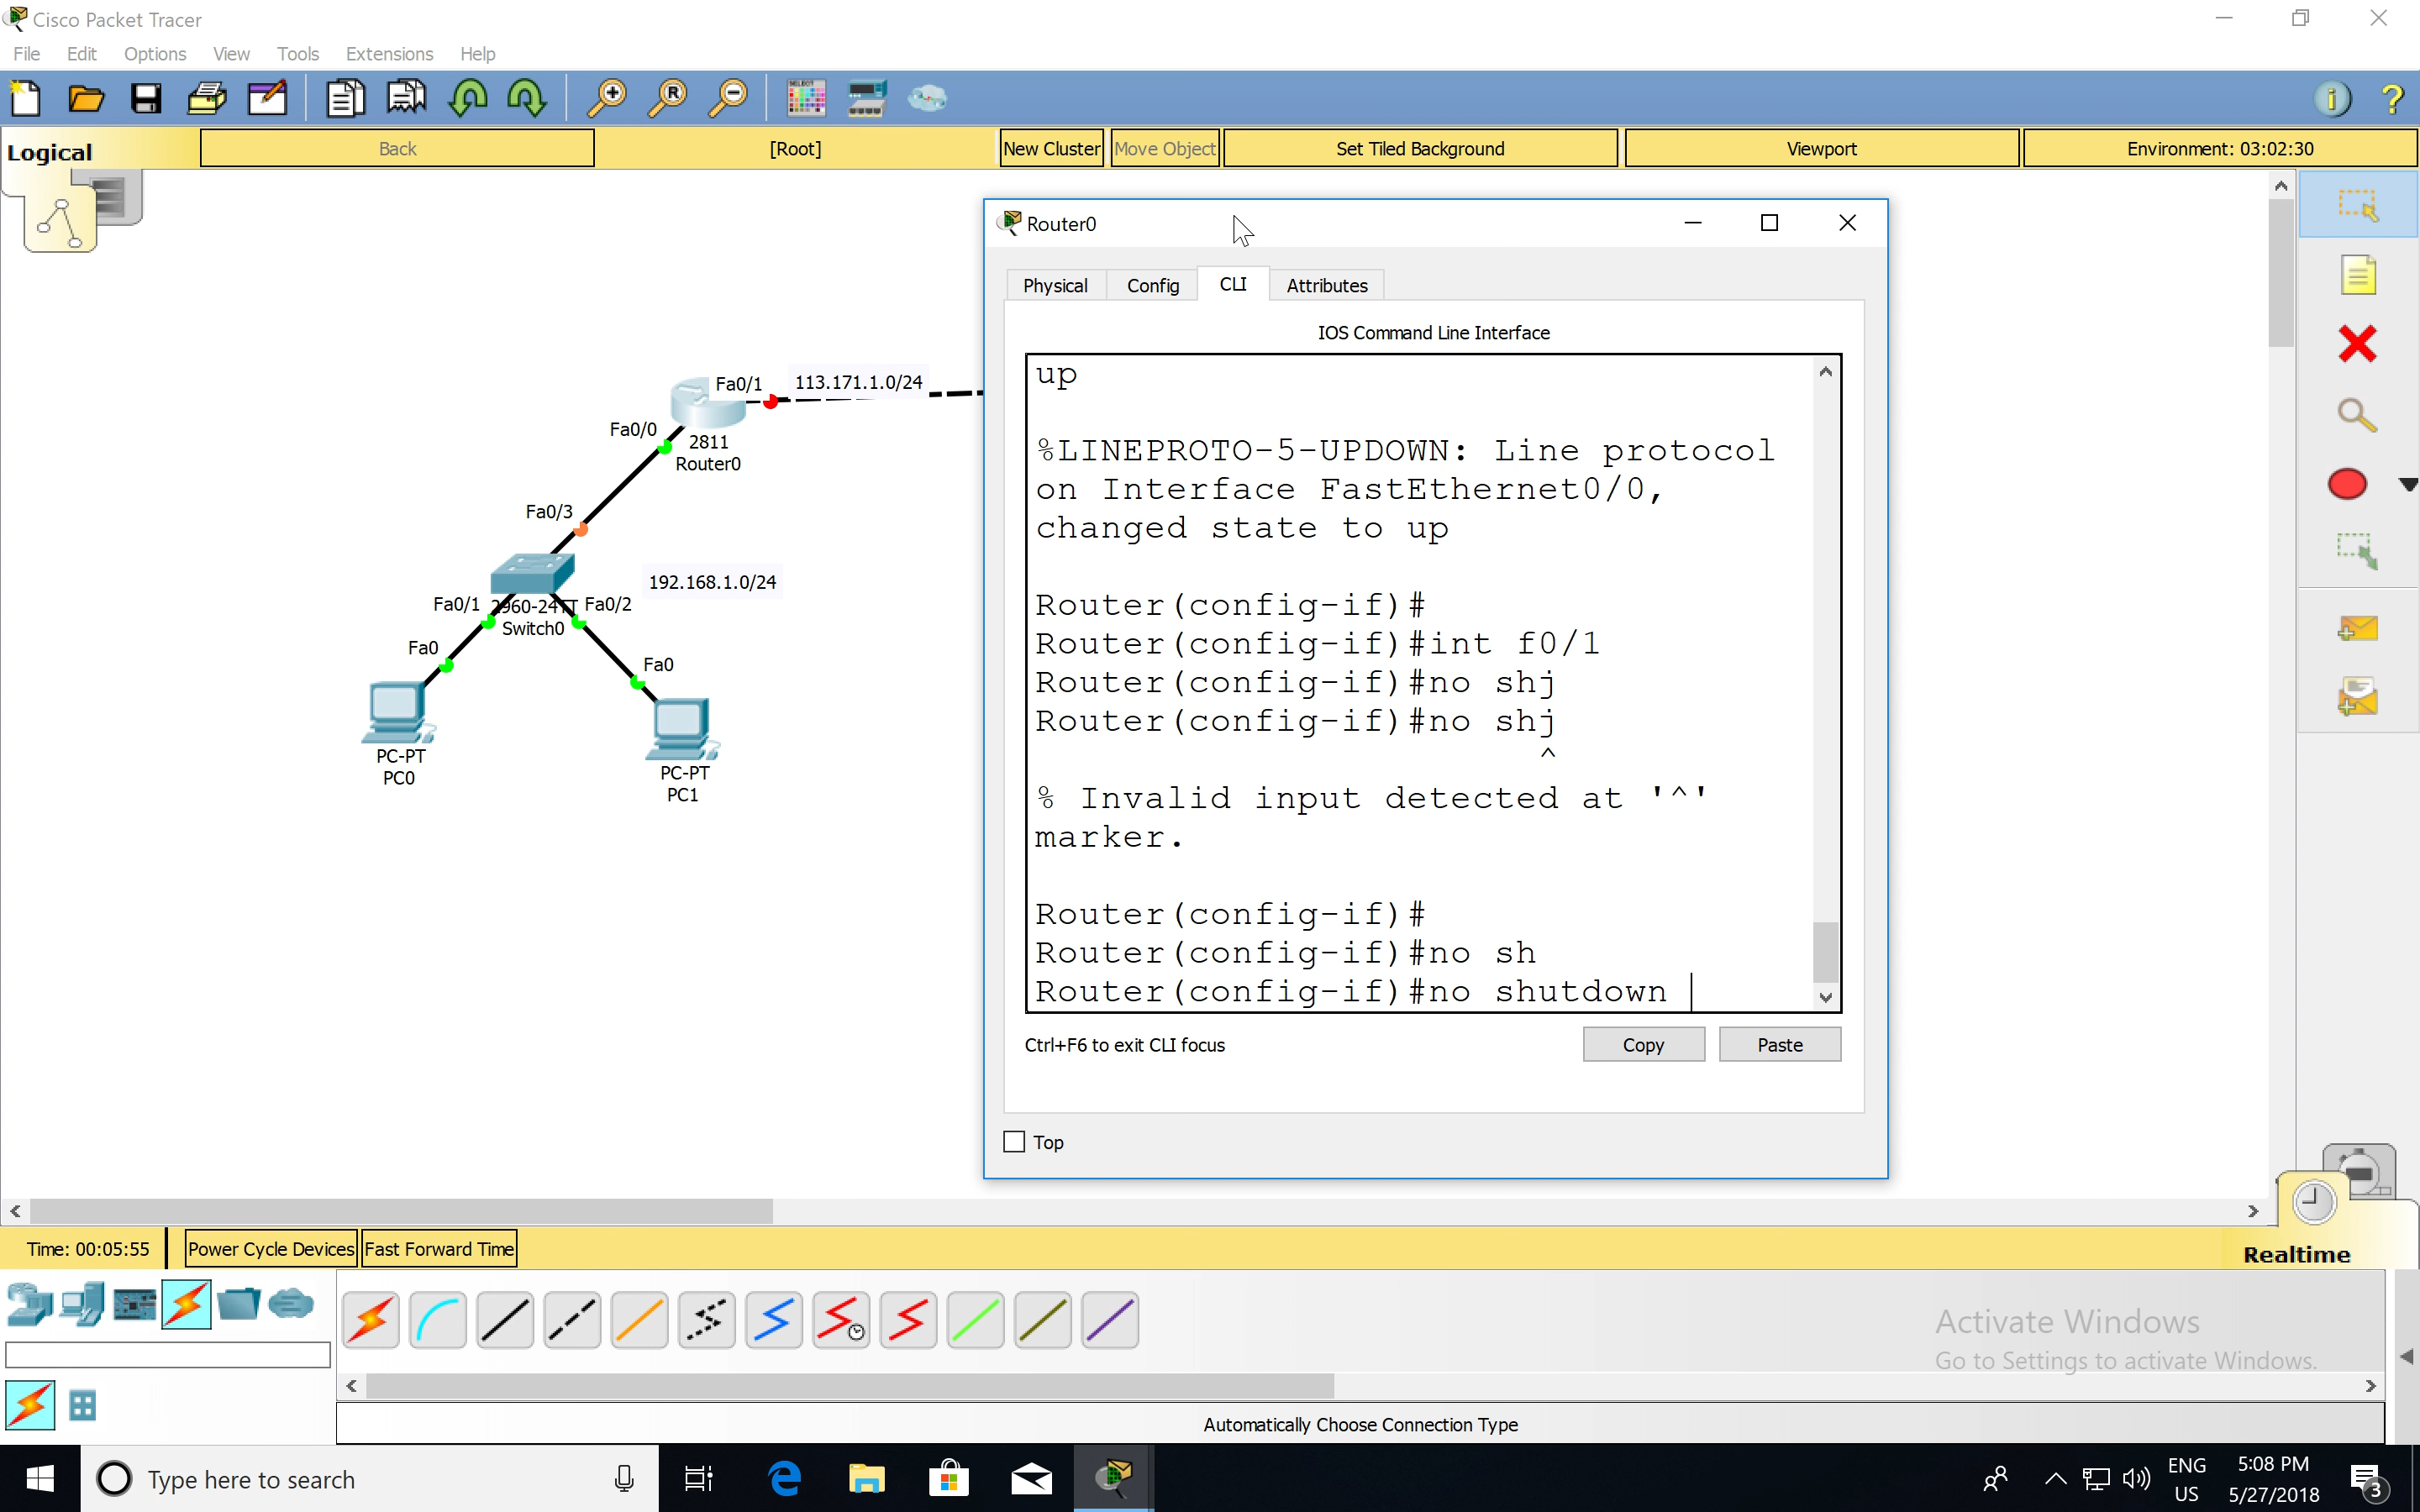 Cisco Packet Tracer
File Edit Options View Tools Extensions Help
Logical Back [Root] New Cluster Move Object Set Tiled Background Viewport Environment: 03:02:30
Router0
Physical Config CLI Attributes
IOS Command Line Interface
up
%LINEPROTO-5-UPDOWN: Line protocol
on Interface FastEthernet0/0,
changed state to up
Router(config-if)#
Router(config-if)#int f0/1
Router(config-if)#no shj
Router(config-if)#no shj
^
% Invalid input detected at '^'
marker.
Router(config-if)#
Router(config-if)#no sh
Router(config-if)#no shutdown
Ctrl+F6 to exit CLI focus
Copy Paste
Top
Fa0/1 113.171.1.0/24
Fa0/0
2811
Router0
Fa0/3
192.168.1.0/24
Fa0/1 2960-24TT Fa0/2
Switch0
Fa0
Fa0
PC-PT
PC0
PC-PT
PC1
Time: 00:05:55 Power Cycle Devices Fast Forward Time
Realtime
Activate Windows
Go to Settings to activate Windows.
Automatically Choose Connection Type
Type here to search
ENG
US
5:08 PM
5/27/2018
3